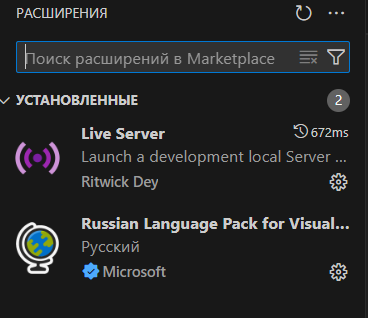 РАСШИРЕНИЯ
Поиск расширений в Marketplace
УСТАНОВЛЕННЫЕ 2
Live Server 672ms
Launch a development local Server ...
Ritwick Dey
Russian Language Pack for Visual...
Русский
Microsoft